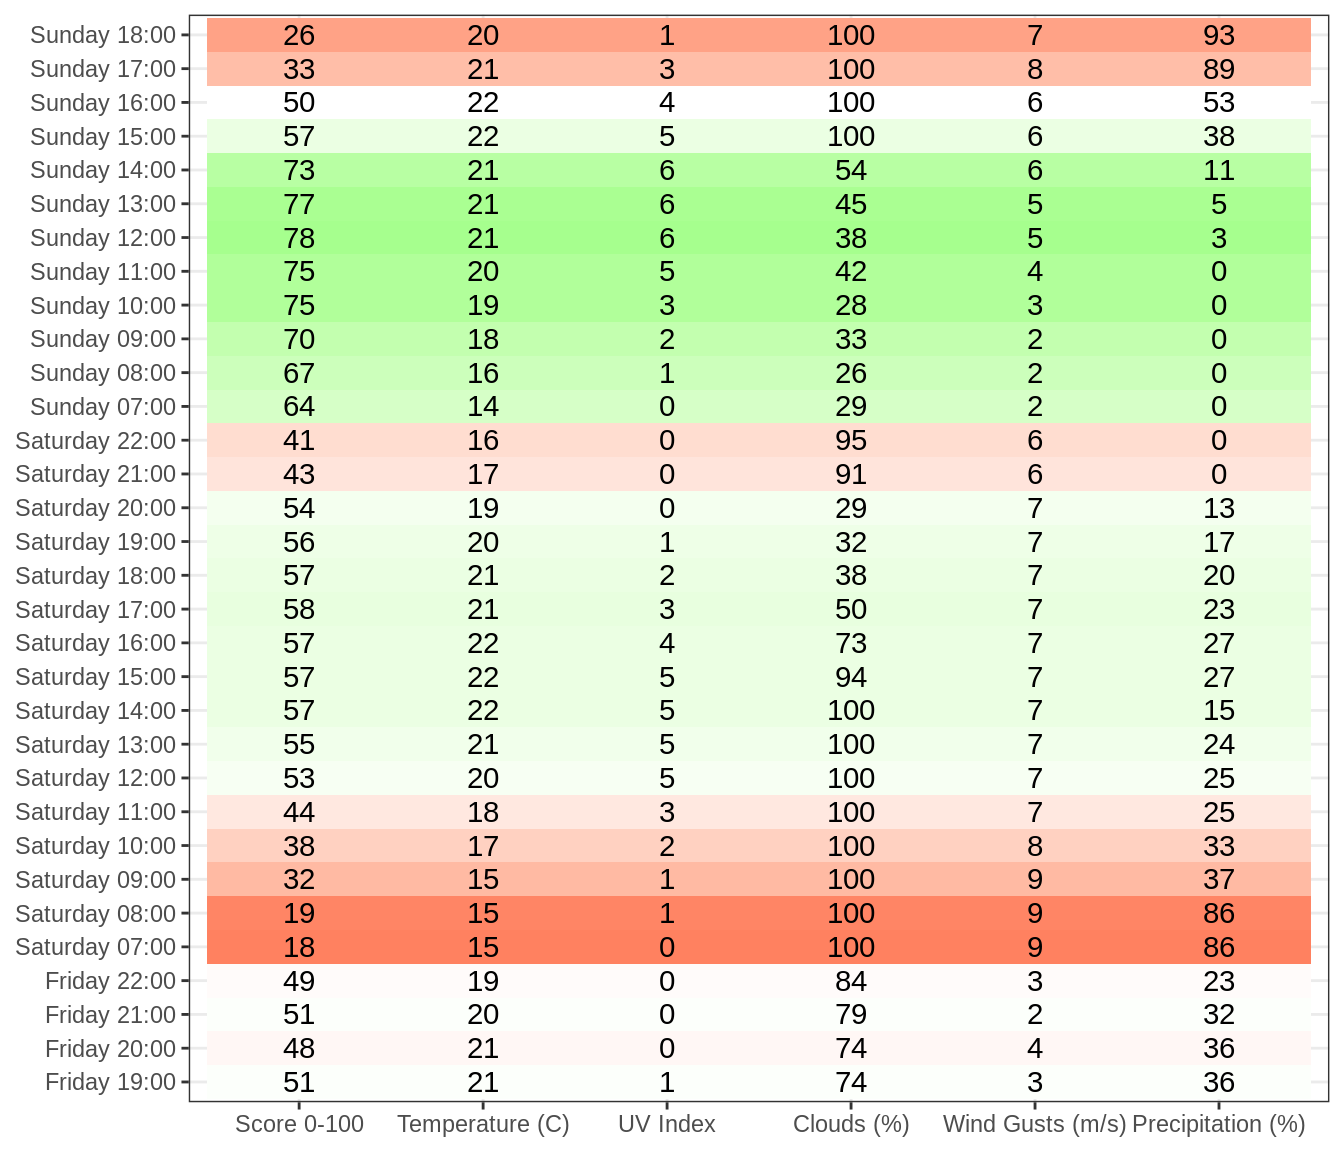 Sunday 18:00 26 20 1 100 7 93
Sunday 17:00 33 21 3 100 8 89
Sunday 16:00 50 22 4 100 6 53
Sunday 15:00 57 22 5 100 6 38
Sunday 14:00 73 21 6 54 6 11
Sunday 13:00 77 21 6 45 5 5
Sunday 12:00 78 21 6 38 5 3
Sunday 11:00 75 20 5 42 4 0
Sunday 10:00 75 19 3 28 3 0
Sunday 09:00 70 18 2 33 2 0
Sunday 08:00 67 16 1 26 2 0
Sunday 07:00 64 14 0 29 2 0
Saturday 22:00 41 16 0 95 6 0
Saturday 21:00 43 17 0 91 6 0
Saturday 20:00 54 19 0 29 7 13
Saturday 19:00 56 20 1 32 7 17
Saturday 18:00 57 21 2 38 7 20
Saturday 17:00 58 21 3 50 7 23
Saturday 16:00 57 22 4 73 7 27
Saturday 15:00 57 22 5 94 7 27
Saturday 14:00 57 22 5 100 7 15
Saturday 13:00 55 21 5 100 7 24
Saturday 12:00 53 20 5 100 7 25
Saturday 11:00 44 18 3 100 7 25
Saturday 10:00 38 17 2 100 8 33
Saturday 09:00 32 15 1 100 9 37
Saturday 08:00 19 15 1 100 9 86
Saturday 07:00 18 15 0 100 9 86
Friday 22:00 49 19 0 84 3 23
Friday 21:00 51 20 0 79 2 32
Friday 20:00 48 21 0 74 4 36
Friday 19:00 51 21 1 74 3 36
Score 0-100 Temperature (C) UV Index Clouds (%) Wind Gusts (m/s) Precipitation (%)